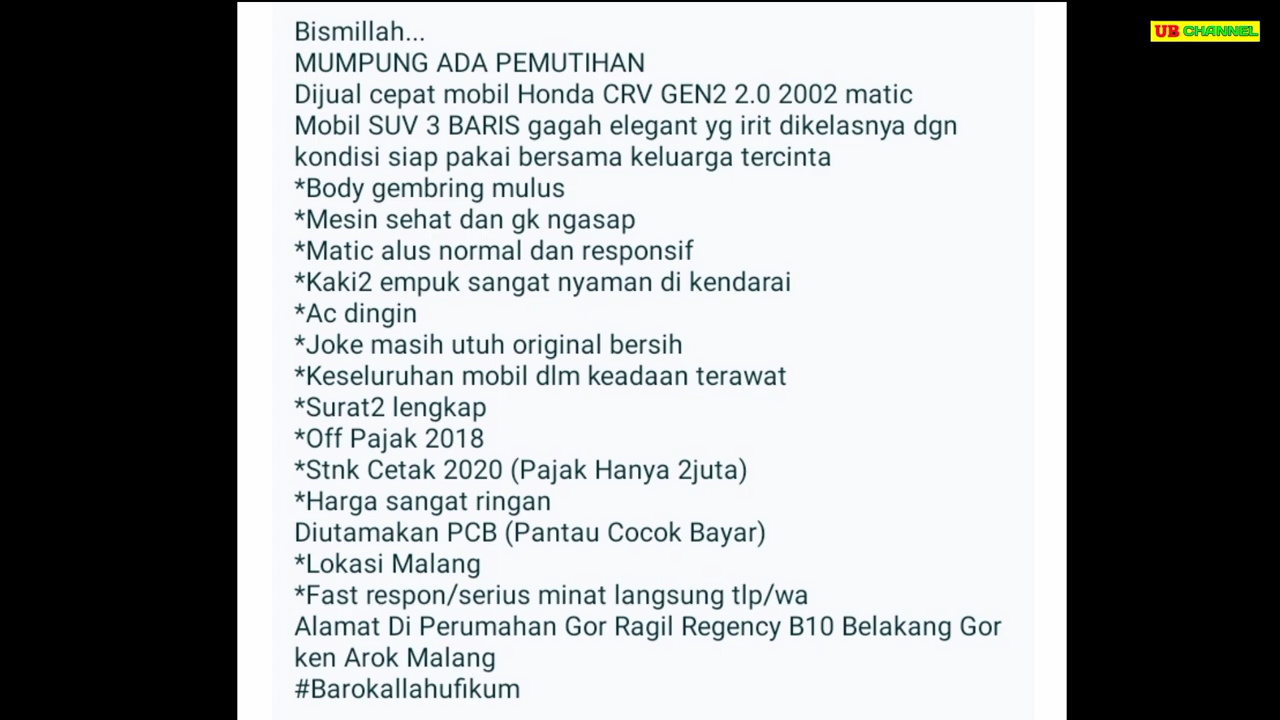 Bismillah...
MUMPUNG ADA PEMUTIHAN
Dijual cepat mobil Honda CRV GEN2 2.0 2002 matic
Mobil SUV 3 BARIS gagah elegant yg irit dikelasnya dgn
kondisi siap pakai bersama keluarga tercinta
*Body gembring mulus
*Mesin sehat dan gk ngasap
*Matic alus normal dan responsif
*Kaki2 empuk sangat nyaman di kendarai
*Ac dingin
*Joke masih utuh original bersih
*Keseluruhan mobil dlm keadaan terawat
*Surat2 lengkap
*Off Pajak 2018
*Stnk Cetak 2020 (Pajak Hanya 2juta)
*Harga sangat ringan
Diutamakan PCB (Pantau Cocok Bayar)
*Lokasi Malang
*Fast respon/serius minat langsung tlp/wa
Alamat Di Perumahan Gor Ragil Regency B10 Belakang Gor
ken Arok Malang
#Barokallahufikum
UB CHANNEL